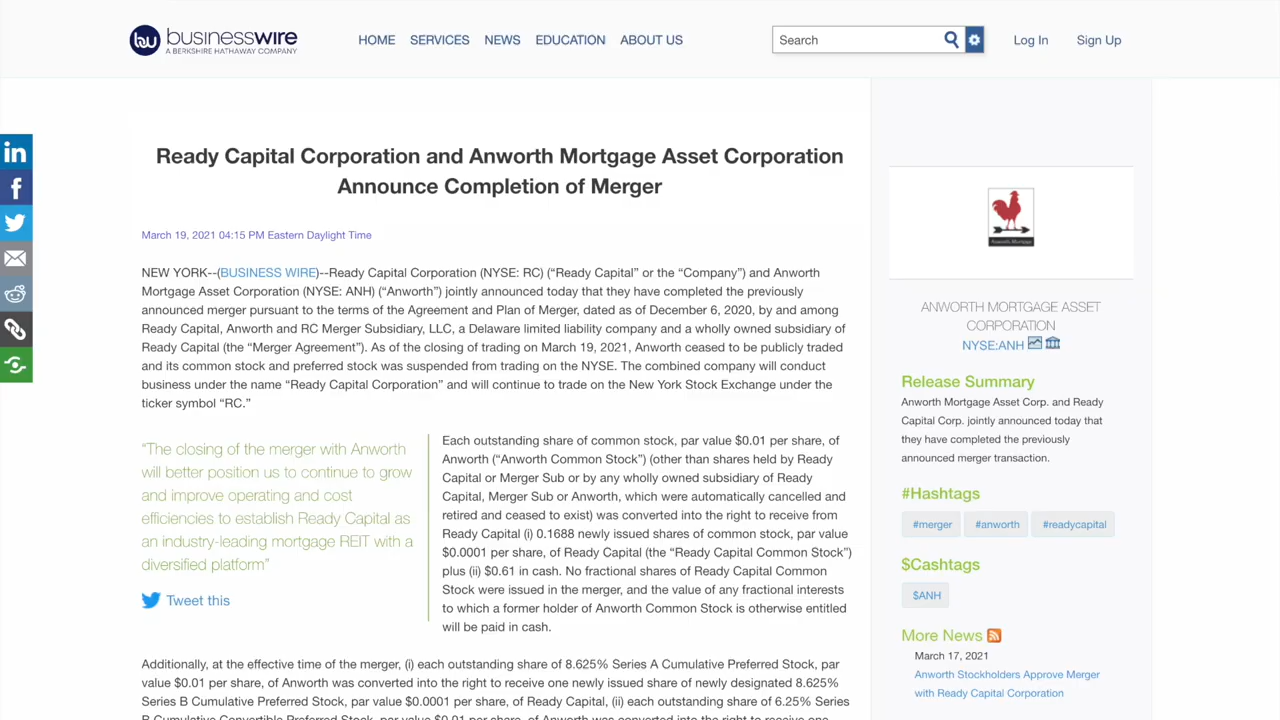 businesswire
A BERKSHIRE HATHAWAY COMPANY
HOME SERVICES NEWS EDUCATION ABOUT US
Search
Log In Sign Up
Ready Capital Corporation and Anworth Mortgage Asset Corporation
Announce Completion of Merger
March 19, 2021 04:15 PM Eastern Daylight Time
NEW YORK--(BUSINESS WIRE)--Ready Capital Corporation (NYSE: RC) (“Ready Capital” or the “Company”) and Anworth
Mortgage Asset Corporation (NYSE: ANH) (“Anworth”) jointly announced today that they have completed the previously
announced merger pursuant to the terms of the Agreement and Plan of Merger, dated as of December 6, 2020, by and among
Ready Capital, Anworth and RC Merger Subsidiary, LLC, a Delaware limited liability company and a wholly owned subsidiary of
Ready Capital (the “Merger Agreement”). As of the closing of trading on March 19, 2021, Anworth ceased to be publicly traded
and its common stock and preferred stock was suspended from trading on the NYSE. The combined company will conduct
business under the name “Ready Capital Corporation” and will continue to trade on the New York Stock Exchange under the
ticker symbol “RC.”
“The closing of the merger with Anworth
will better position us to continue to grow
and improve operating and cost
efficiencies to establish Ready Capital as
an industry-leading mortgage REIT with a
diversified platform”
Tweet this
Each outstanding share of common stock, par value $0.01 per share, of
Anworth (“Anworth Common Stock”) (other than shares held by Ready
Capital or Merger Sub or by any wholly owned subsidiary of Ready
Capital, Merger Sub or Anworth, which were automatically cancelled and
retired and ceased to exist) was converted into the right to receive from
Ready Capital (i) 0.1688 newly issued shares of common stock, par value
$0.0001 per share, of Ready Capital (the “Ready Capital Common Stock”)
plus (ii) $0.61 in cash. No fractional shares of Ready Capital Common
Stock were issued in the merger, and the value of any fractional interests
to which a former holder of Anworth Common Stock is otherwise entitled
will be paid in cash.
Additionally, at the effective time of the merger, (i) each outstanding share of 8.625% Series A Cumulative Preferred Stock, par
value $0.01 per share, of Anworth was converted into the right to receive one newly issued share of newly designated 8.625%
Series B Cumulative Preferred Stock, par value $0.0001 per share, of Ready Capital, (ii) each outstanding share of 6.25% Series
B Cumulative Convertible Preferred Stock, par value $0.01 per share, of Anworth was converted into the right to receive one
Anworth Mortgage
ANWORTH MORTGAGE ASSET
CORPORATION
NYSE:ANH
Release Summary
Anworth Mortgage Asset Corp. and Ready
Capital Corp. jointly announced today that
they have completed the previously
announced merger transaction.
#Hashtags
#merger #anworth #readycapital
$Cashtags
$ANH
More News
March 17, 2021
Anworth Stockholders Approve Merger
with Ready Capital Corporation